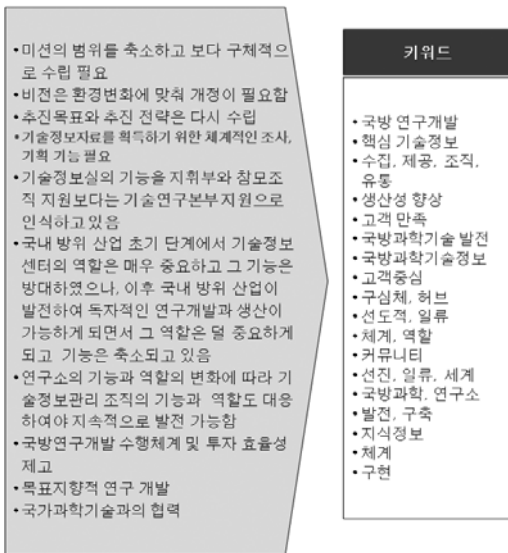 •미션의 범위를 축소하고 보다 구체적으
로 수립 필요
•비전은 환경변화에 맞춰 개정이 필요함
•추진목표와 추진 전략은 다시 수립
•기술정보자료를 획득하기 위한 체계적인 조사,
기획 기능 필요
•기술정보실의 기능을 지휘부와 참모조
직 지원보다는 기술연구본부지원으로
인식하고 있음
•국내 방위 산업 초기 단계에서 기술정보
센터의 역할은 매우 중요하고 그 기능은
방대하였으나, 이후 국내 방위 산업이
발전하여 독자적인 연구개발과 생산이
가능하게 되면서 그 역할은 덜 중요하게
되고 기능은 축소되고 있음
•연구소의 기능과 역할의 변화에 따라 기
술정보관리 조직의 기능과 역할도 대응
하여야 지속적으로 발전 가능함
•국방연구개발 수행체계 및 투자 효율성
제고
•목표지향적 연구 개발
•국가과학기술과의 협력
키워드
•국방 연구개발
•핵심 기술정보
•수집, 제공, 조직,
유통
•생산성 향상
•고객 만족
•국방과학기술 발전
•국방과학기술정보
•고객중심
•구심체, 허브
•선도적, 일류
•체계, 역할
•커뮤니티
•선진, 일류, 세계
•국방과학, 연구소
•발전, 구축
•지식정보
•체계
•구현